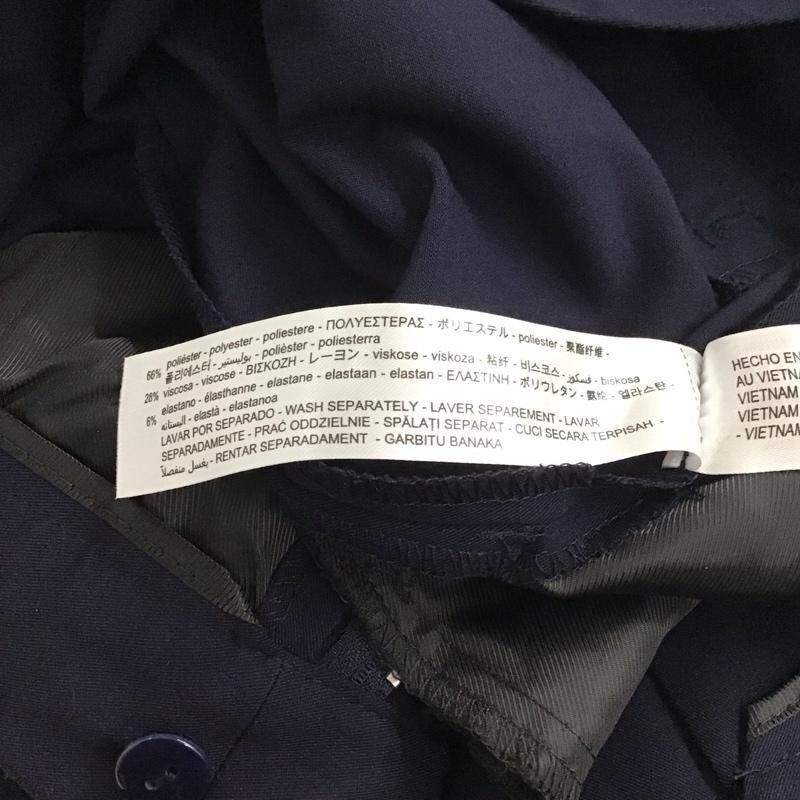 66% poliéster - polyester - poliestere - ΠΟΛΥΕΣΤΕΡΑΣ - ポリエステル - poliester - 聚酯纤维 -
폴리에스터 - بوليستير - polièster - poliesterra
28% viscosa - viscose - ΒΙΣΚΟΖΗ - レーヨン - viskose - viskoza - 粘纤 - 비스코스 - فسكوز - biskosa
6% elastano - élasthanne - elastane - elastaan - elastan - ΕΛΑΣΤΙΝΗ - ポリウレタン - 氨纶 - 엘라스탄 -
البستانه - elastà - elastanoa
LAVAR POR SEPARADO - WASH SEPARATELY - LAVER SEPAREMENT - LAVAR
SEPARADAMENTE - PRAĆ ODDZIELNIE - SPĂLAȚI SEPARAT - CUCI SECARA TERPISAH -
يغسل منفصلاً - RENTAR SEPARADAMENT - GARBITU BANAKA
HECHO EN
AU VIETNA
VIETNAM
VIETNAM
- VIETNAM